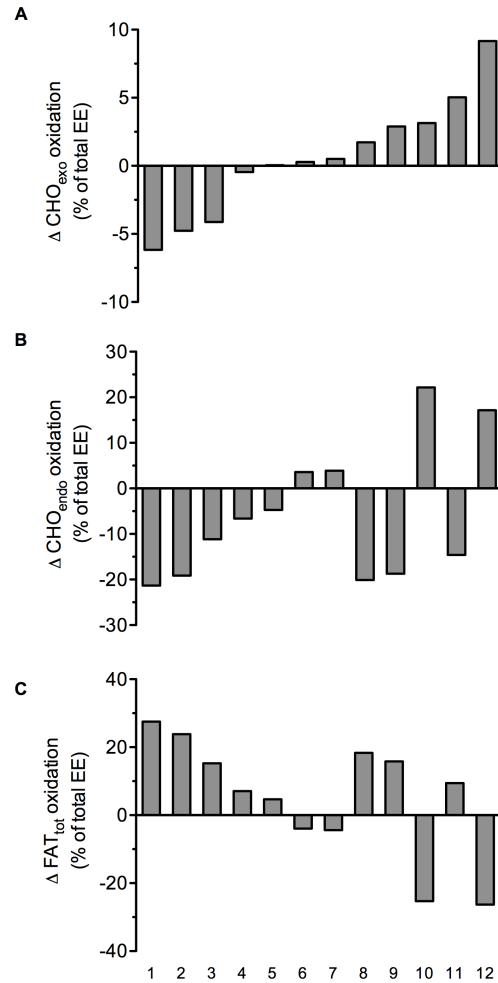 A
Δ CHOexo oxidation
(% of total EE)
10
5
0
-5
-10
B
Δ CHOendo oxidation
(% of total EE)
30
20
10
0
-10
-20
-30
C
Δ FATtot oxidation
(% of total EE)
40
20
0
-20
-40
1 2 3 4 5 6 7 8 9 10 11 12